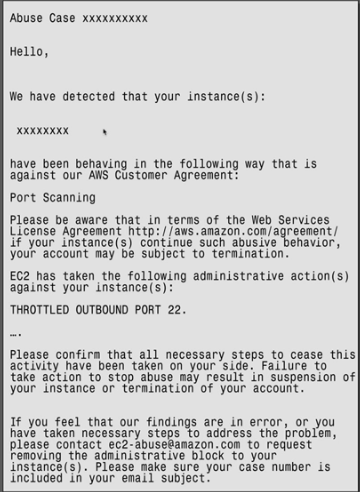 Abuse Case xxxxxxxxxx
Hello,
We have detected that your instance(s):
xxxxxxxx
have been behaving in the following way that is
against our AWS Customer Agreement:
Port Scanning
Please be aware that in terms of the Web Services
License Agreement http://aws.amazon.com/agreement/
if your instance(s) continue such abusive behavior,
your account may be subject to termination.
EC2 has taken the following administrative action(s)
against your instance(s):
THROTTLED OUTBOUND PORT 22.
….
Please confirm that all necessary steps to cease this
activity have been taken on your side. Failure to
take action to stop abuse may result in suspension of
your instance or termination of your account.
If you feel that our findings are in error, or you
have taken necessary steps to address the problem,
please contact ec2-abuse@amazon.com to request
removing the administrative block to your
instance(s). Please make sure your case number is
included in your email subject.